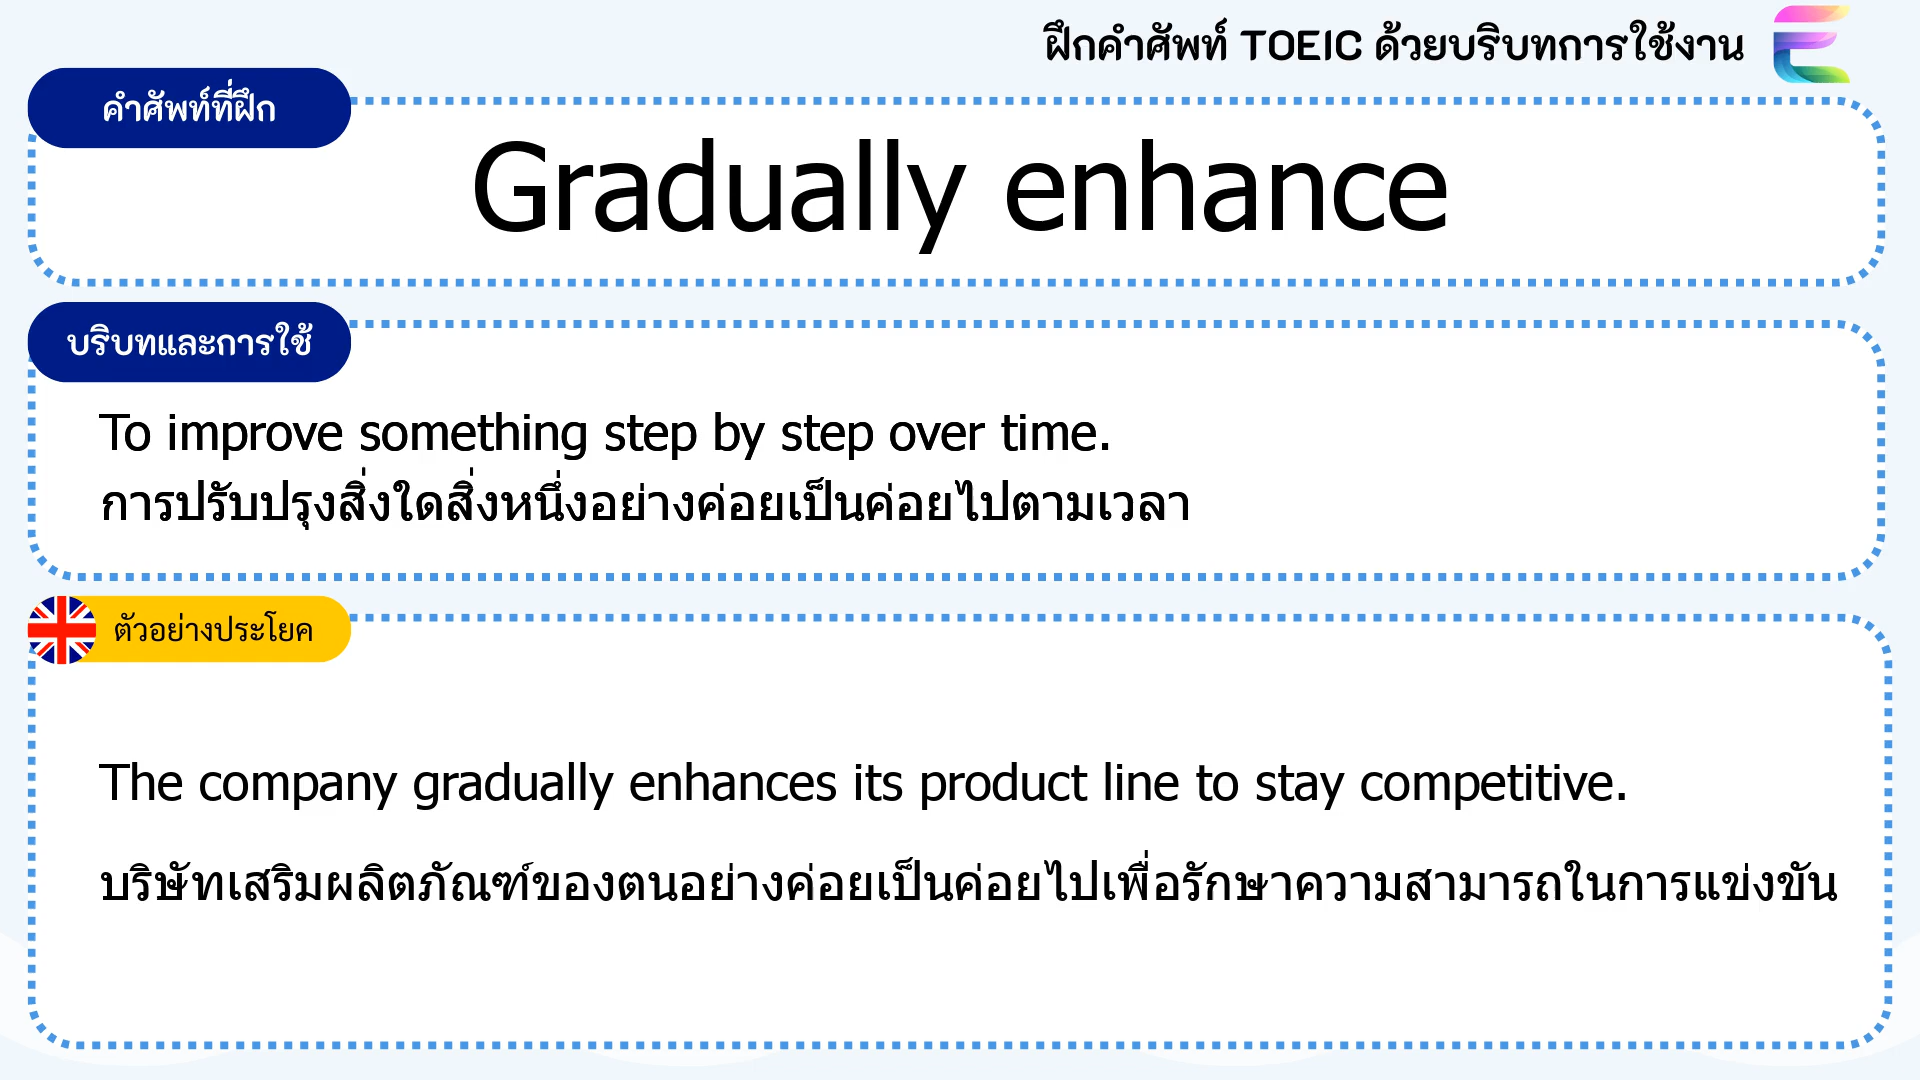 ฝึกคำศัพท์ TOEIC ด้วยบริบทการใช้งาน
คำศัพท์ที่ฝึก
Gradually enhance
บริบทและการใช้
To improve something step by step over time.
การปรับปรุงสิ่งใดสิ่งหนึ่งอย่างค่อยเป็นค่อยไปตามเวลา
ตัวอย่างประโยค
The company gradually enhances its product line to stay competitive.
บริษัทเสริมผลิตภัณฑ์ของตนอย่างค่อยเป็นค่อยไปเพื่อรักษาความสามารถในการแข่งขัน